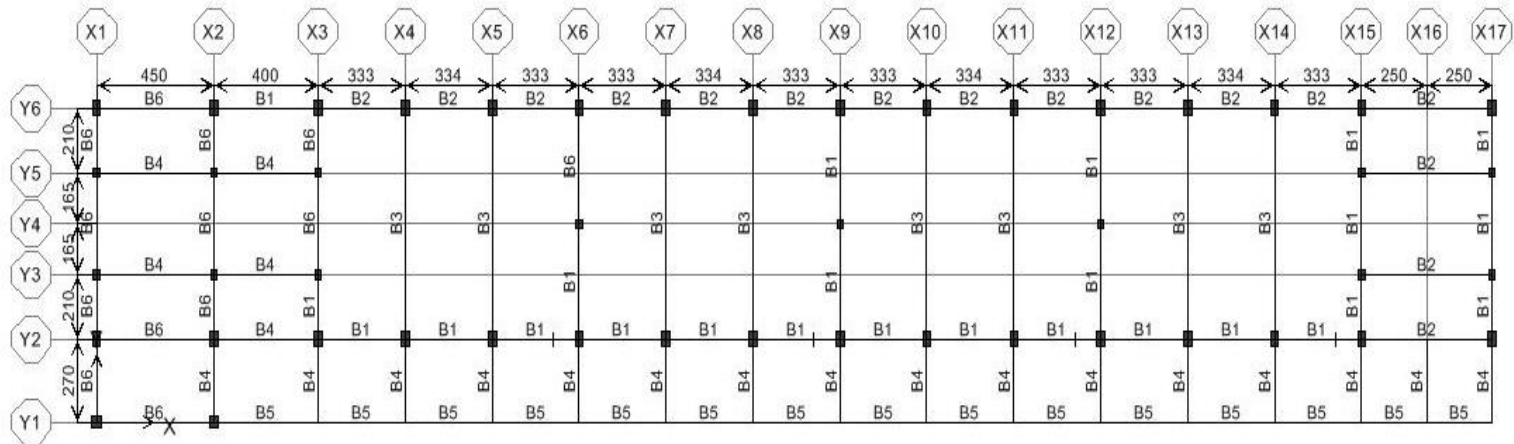 X1 X2 X3 X4 X5 X6 X7 X8 X9 X10 X11 X12 X13 X14 X15 X16 X17
450 400 333 334 333 333 334 333 333 334 333 333 334 333 250 250
Y6 B6 B1 B2 B2 B2 B2 B2 B2 B2 B2 B2 B2 B2 B2 B2
210 B6 B6 B6 B6 B1 B1 B1 B1
Y5 B4 B4 B2
165
Y4 B6 B6 B6 B3 B3 B3 B3 B3 B3 B3 B3 B1 B1
165
Y3 B4 B4 B2
210 B6 B6 B1 B1 B1 B1 B1 B1
Y2 B6 B4 B1 B1 B1 B1 B1 B1 B1 B1 B1 B1 B1 B1 B2
270 B6 B4 B4 B4 B4 B4 B4 B4 B4 B4 B4 B4 B4 B4 B4 B4 B4
Y1 B6 X B5 B5 B5 B5 B5 B5 B5 B5 B5 B5 B5 B5 B5 B5 B5